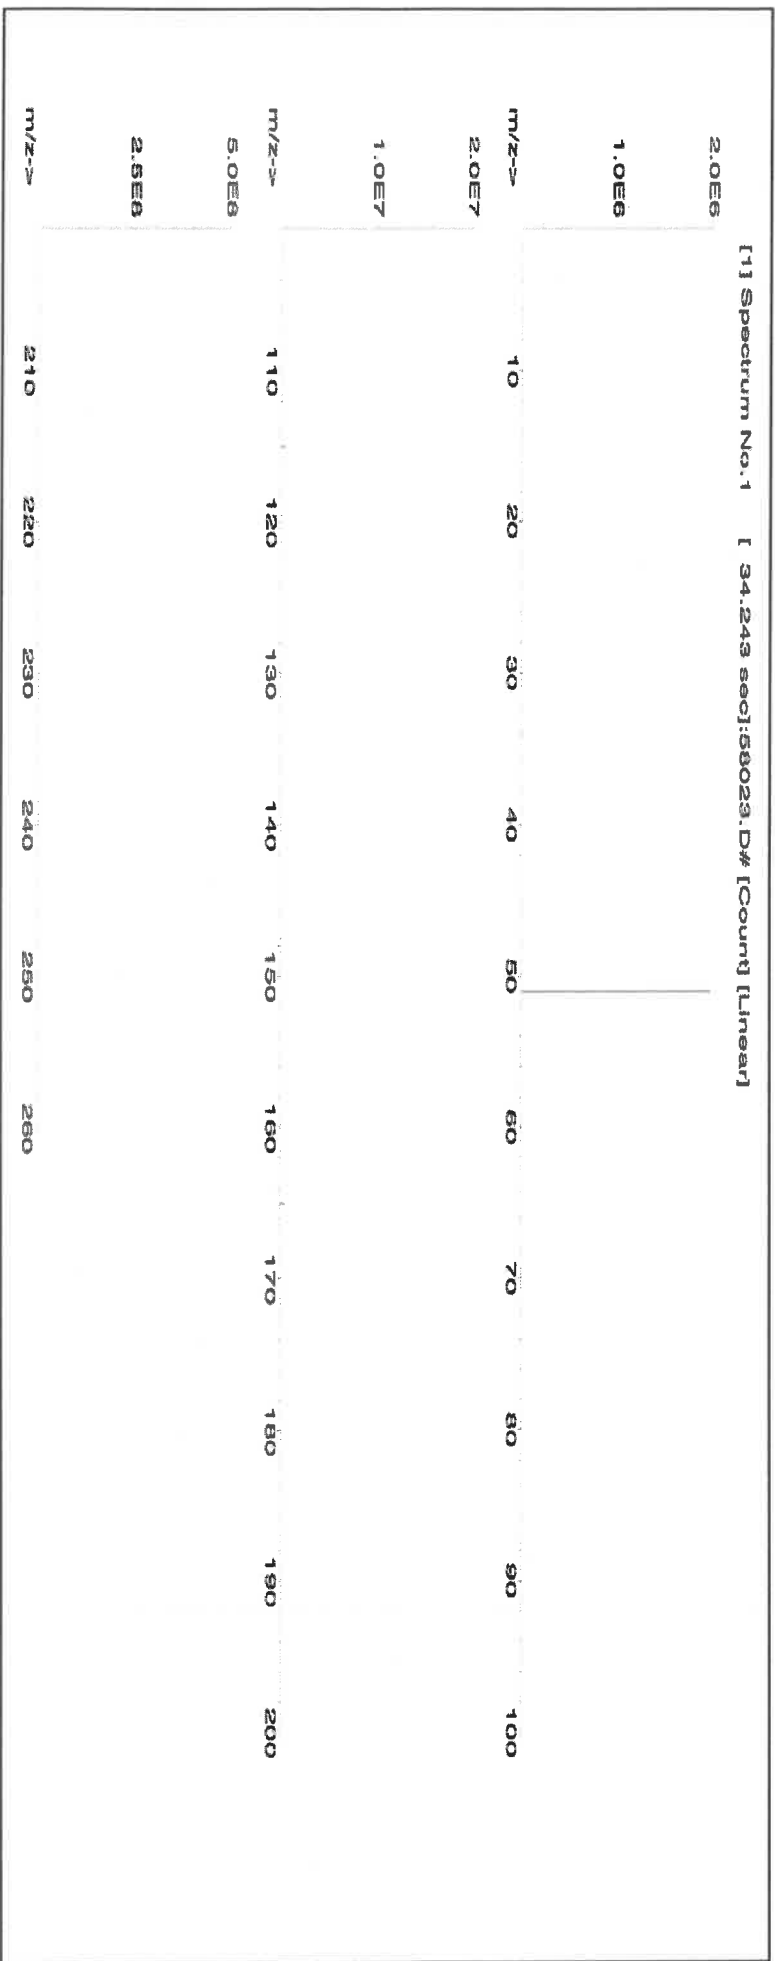 [1] Spectrum No.1 [ 34.243 sec]:58023.D# [Count] [Linear]
2.0E6
1.0E6
m/z-> 10 20 30 40 50 60 70 80 90 100
2.0E7
1.0E7
m/z-> 110 120 130 140 150 160 170 180 190 200
5.0E8
2.5E8
m/z-> 210 220 230 240 250 260